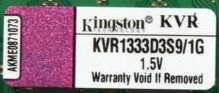 Kingston KVR
KVR1333D3S9/1G
1.5V
Warranty Void If Removed
AKME0871073